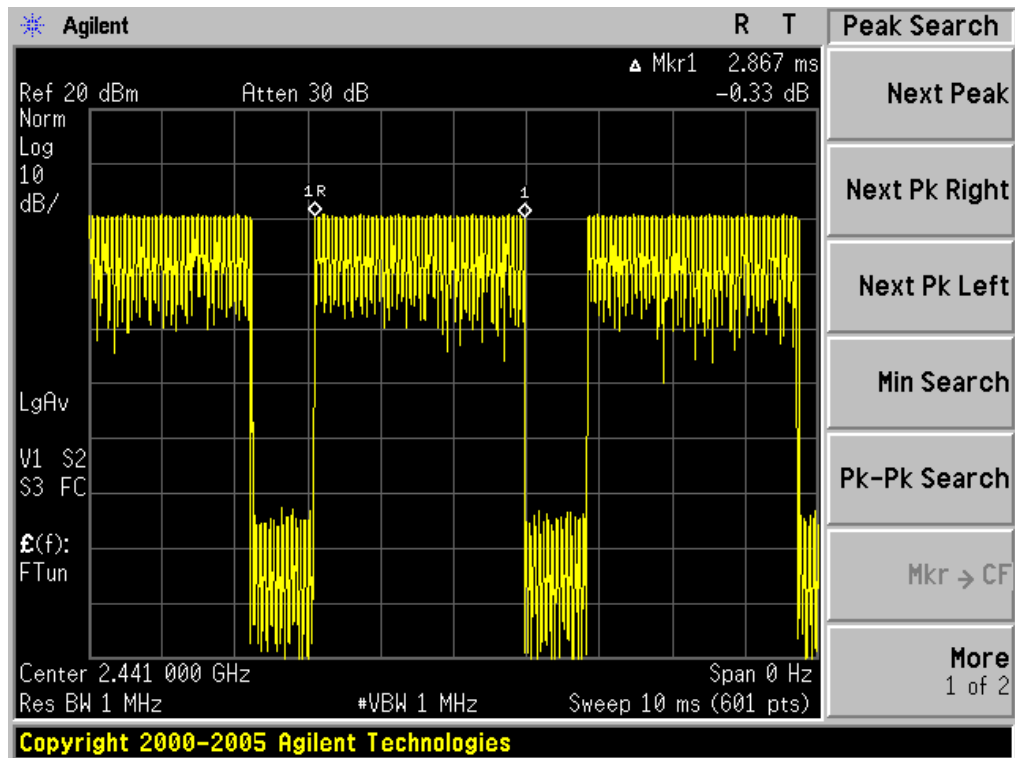 Agilent
R T
Peak Search
Δ Mkr1 2.867 ms
Ref 20 dBm Atten 30 dB -0.33 dB
Norm
Log
10
dB/
1R
1
LgAv
V1 S2
S3 FC
£(f):
FTun
Center 2.441 000 GHz Span 0 Hz
Res BW 1 MHz #VBW 1 MHz Sweep 10 ms (601 pts)
Copyright 2000-2005 Agilent Technologies
Next Peak
Next Pk Right
Next Pk Left
Min Search
Pk-Pk Search
Mkr → CF
More
1 of 2